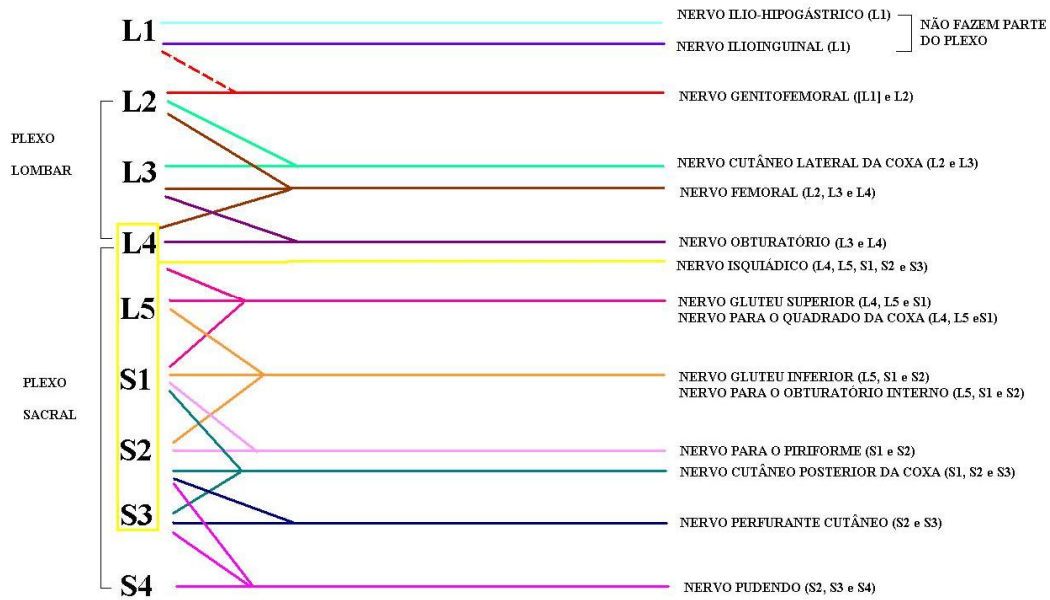 L1
NERVO ILIO-HIPOGÁSTRICO (L1)
NERVO ILIOINGUINAL (L1)
NÃO FAZEM PARTE
DO PLEXO
L2
NERVO GENITOFEMORAL ([L1] e L2)
PLEXO
LOMBAR
L3
NERVO CUTÂNEO LATERAL DA COXA (L2 e L3)
NERVO FEMORAL (L2, L3 e L4)
L4
NERVO OBTURATÓRIO (L3 e L4)
NERVO ISQUIÁDICO (L4, L5, S1, S2 e S3)
L5
NERVO GLUTEU SUPERIOR (L4, L5 e S1)
NERVO PARA O QUADRADO DA COXA (L4, L5 eS1)
PLEXO
SACRAL
S1
NERVO GLUTEU INFERIOR (L5, S1 e S2)
NERVO PARA O OBTURATÓRIO INTERNO (L5, S1 e S2)
S2
NERVO PARA O PIRIFORME (S1 e S2)
NERVO CUTÂNEO POSTERIOR DA COXA (S1, S2 e S3)
S3
NERVO PERFURANTE CUTÂNEO (S2 e S3)
S4
NERVO PUDENDO (S2, S3 e S4)